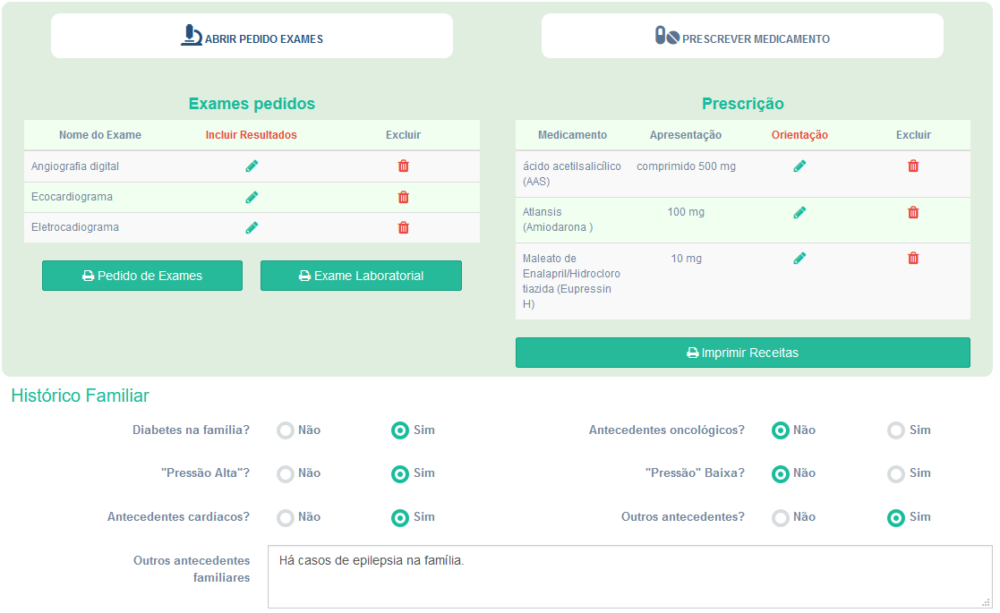 ABRIR PEDIDO EXAMES
PRESCREVER MEDICAMENTO
Exames pedidos
Nome do Exame Incluir Resultados Excluir
Angiografia digital
Ecocardiograma
Eletrocadiograma
Pedido de Exames
Exame Laboratorial
Prescrição
Medicamento Apresentação Orientação Excluir
ácido acetilsalicílico comprimido 500 mg
(AAS)
Atlansis 100 mg
(Amiodarona )
Maleato de 10 mg
Enalapril/Hidrocloro
tiazida (Eupressin
H)
Imprimir Receitas
Histórico Familiar
Diabetes na família? Não Sim
Antecedentes oncológicos? Não Sim
"Pressão Alta"? Não Sim
"Pressão" Baixa? Não Sim
Antecedentes cardíacos? Não Sim
Outros antecedentes? Não Sim
Outros antecedentes
familiares
Há casos de epilepsia na família.